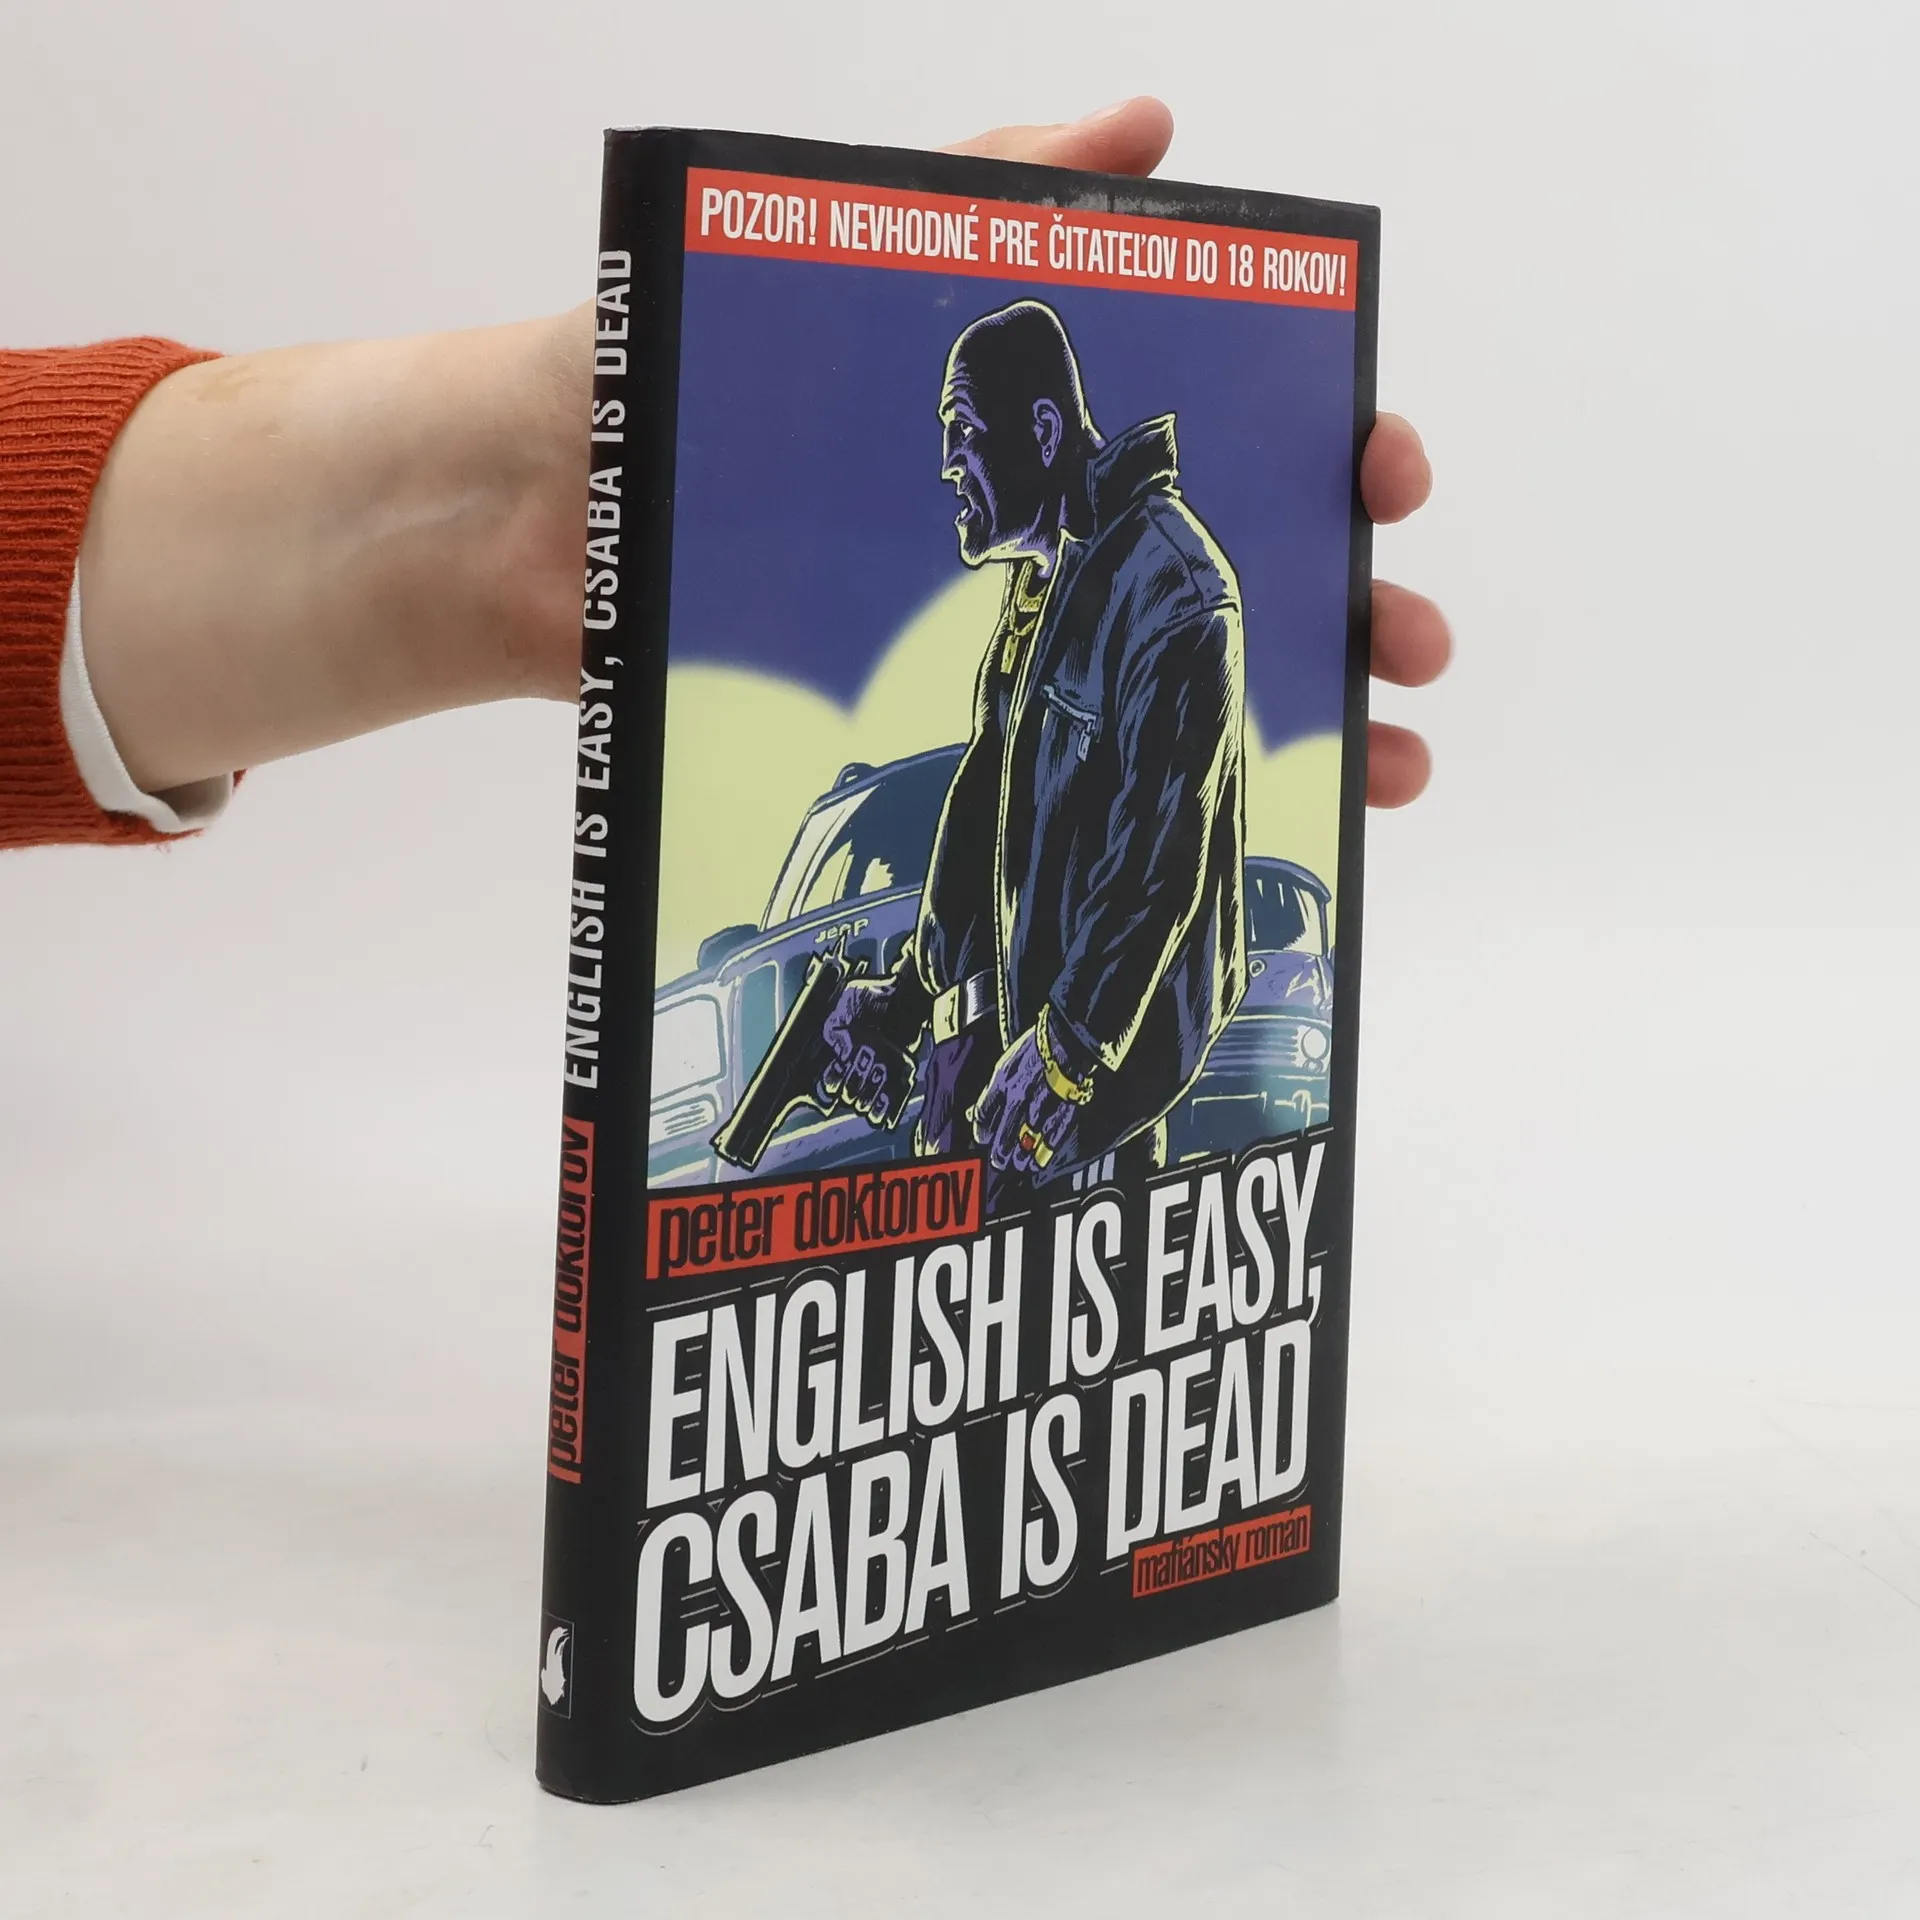 POZOR! NEVHODNÉ PRE ČITATEĽOV DO 18 ROKOV!
Jeep
peter doktorov
ENGLISH IS EASY,
CSABA IS DEAD
mafiánsky román
peter doktorov ENGLISH IS EASY, CSABA IS DEAD